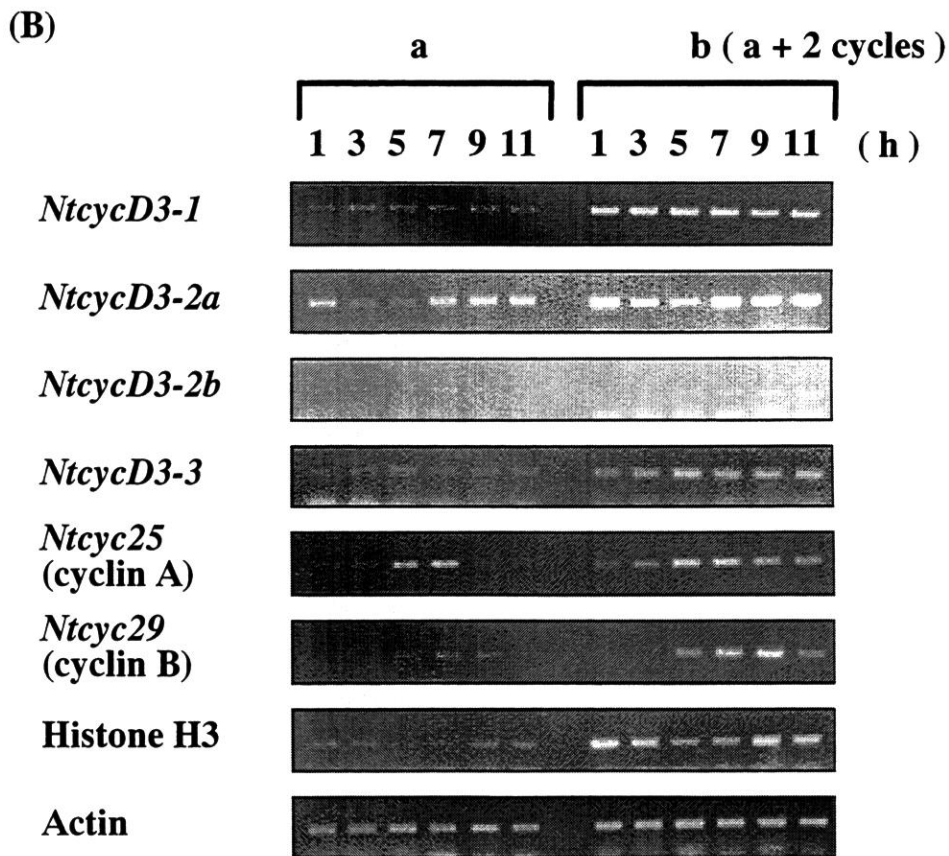 (B)
a b ( a + 2 cycles )
1 3 5 7 9 11 1 3 5 7 9 11 ( h )
NtcycD3-1
NtcycD3-2a
NtcycD3-2b
NtcycD3-3
Ntcyc25
(cyclin A)
Ntcyc29
(cyclin B)
Histone H3
Actin